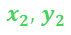 x₂, y₂